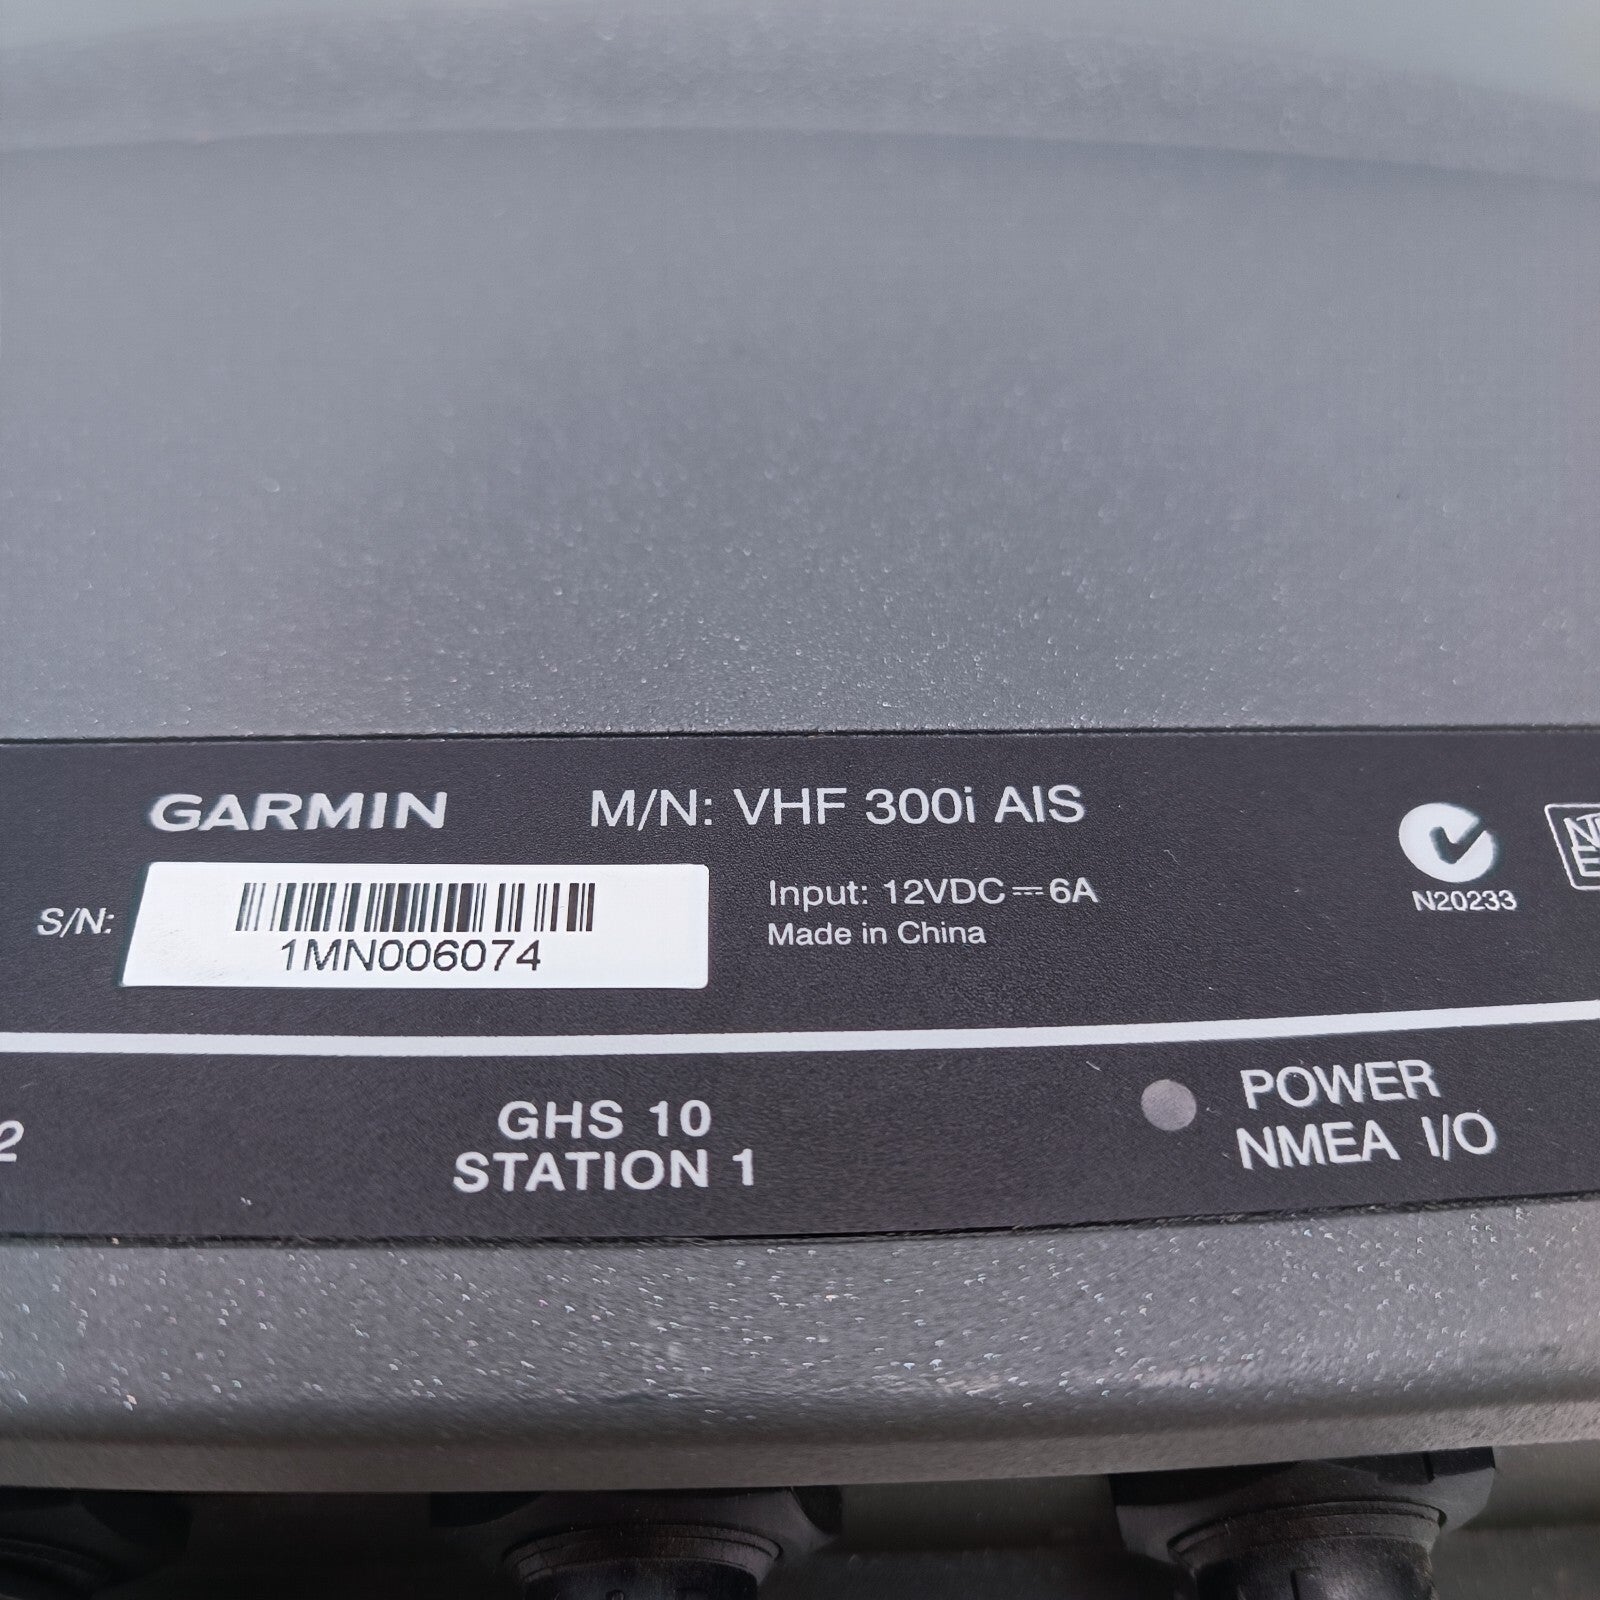 GARMIN M/N: VHF 300i AIS
S/N: 1MN006074
Input: 12VDC⎓6A
Made in China
N20233
2
GHS 10
STATION 1
POWER
NMEA I/O